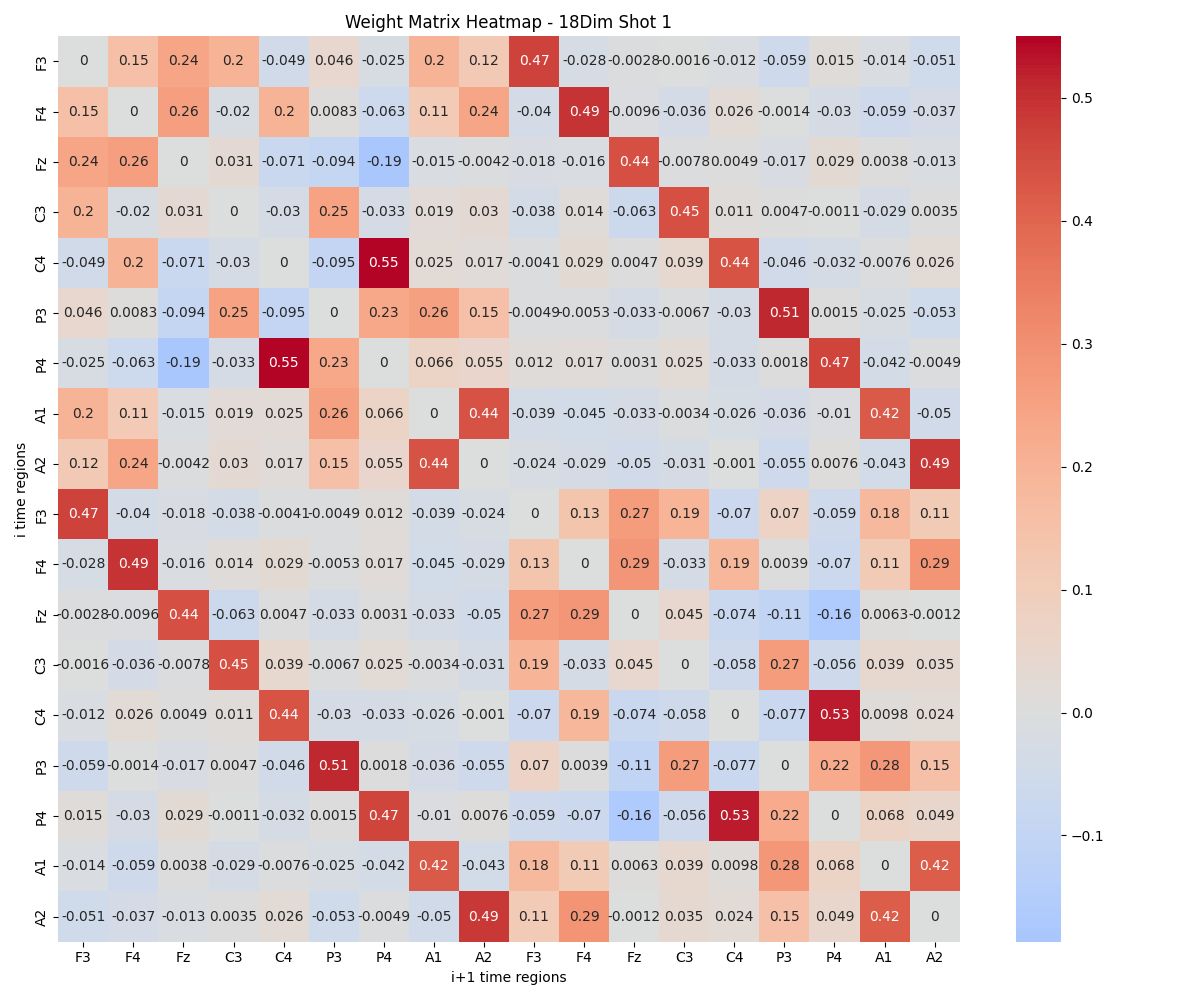 Weight Matrix Heatmap - 18Dim Shot 1
F3 0 0.15 0.24 0.2 -0.049 0.046 -0.025 0.2 0.12 0.47 -0.028 -0.0028 -0.0016 -0.012 -0.059 0.015 -0.014 -0.051
F4 0.15 0 0.26 -0.02 0.2 0.0083 -0.063 0.11 0.24 -0.04 0.49 -0.0096 -0.036 0.026 -0.0014 -0.03 -0.059 -0.037
Fz 0.24 0.26 0 0.031 -0.071 -0.094 -0.19 -0.015 -0.0042 -0.018 -0.016 0.44 -0.0078 0.0049 -0.017 0.029 0.0038 -0.013
C3 0.2 -0.02 0.031 0 -0.03 0.25 -0.033 0.019 0.03 -0.038 0.014 -0.063 0.45 0.011 0.0047 -0.0011 -0.029 0.0035
C4 -0.049 0.2 -0.071 -0.03 0 -0.095 0.55 0.025 0.017 -0.0041 0.029 0.0047 0.039 0.44 -0.046 -0.032 -0.0076 0.026
P3 0.046 0.0083 -0.094 0.25 -0.095 0 0.23 0.26 0.15 -0.0049 -0.0053 -0.033 -0.0067 -0.03 0.51 0.0015 -0.025 -0.053
P4 -0.025 -0.063 -0.19 -0.033 0.55 0.23 0 0.066 0.055 0.012 0.017 0.0031 0.025 -0.033 0.0018 0.47 -0.042 -0.0049
A1 0.2 0.11 -0.015 0.019 0.025 0.26 0.066 0 0.44 -0.039 -0.045 -0.033 -0.0034 -0.026 -0.036 -0.01 0.42 -0.05
A2 0.12 0.24 -0.0042 0.03 0.017 0.15 0.055 0.44 0 -0.024 -0.029 -0.05 -0.031 -0.001 -0.055 0.0076 -0.043 0.49
F3 0.47 -0.04 -0.018 -0.038 -0.0041 -0.0049 0.012 -0.039 -0.024 0 0.13 0.27 0.19 -0.07 0.07 -0.059 0.18 0.11
F4 -0.028 0.49 -0.016 0.014 0.029 -0.0053 0.017 -0.045 -0.029 0.13 0 0.29 -0.033 0.19 0.0039 -0.07 0.11 0.29
Fz -0.0028 -0.0096 0.44 -0.063 0.0047 -0.033 0.0031 -0.033 -0.05 0.27 0.29 0 0.045 -0.074 -0.11 -0.16 0.0063 -0.0012
C3 -0.0016 -0.036 -0.0078 0.45 0.039 -0.0067 0.025 -0.0034 -0.031 0.19 -0.033 0.045 0 -0.058 0.27 -0.056 0.039 0.035
C4 -0.012 0.026 0.0049 0.011 0.44 -0.03 -0.033 -0.026 -0.001 -0.07 0.19 -0.074 -0.058 0 -0.077 0.53 0.0098 0.024
P3 -0.059 -0.0014 -0.017 0.0047 -0.046 0.51 0.0018 -0.036 -0.055 0.07 0.0039 -0.11 0.27 -0.077 0 0.22 0.28 0.15
P4 0.015 -0.03 0.029 -0.0011 -0.032 0.0015 0.47 -0.01 0.0076 -0.059 -0.07 -0.16 -0.056 0.53 0.22 0 0.068 0.049
A1 -0.014 -0.059 0.0038 -0.029 -0.0076 -0.025 -0.042 0.42 -0.043 0.18 0.11 0.0063 0.039 0.0098 0.28 0.068 0 0.42
A2 -0.051 -0.037 -0.013 0.0035 0.026 -0.053 -0.0049 -0.05 0.49 0.11 0.29 -0.0012 0.035 0.024 0.15 0.049 0.42 0
F3 F4 Fz C3 C4 P3 P4 A1 A2 F3 F4 Fz C3 C4 P3 P4 A1 A2
i+1 time regions
i time regions
0.5
0.4
0.3
0.2
0.1
0.0
−0.1